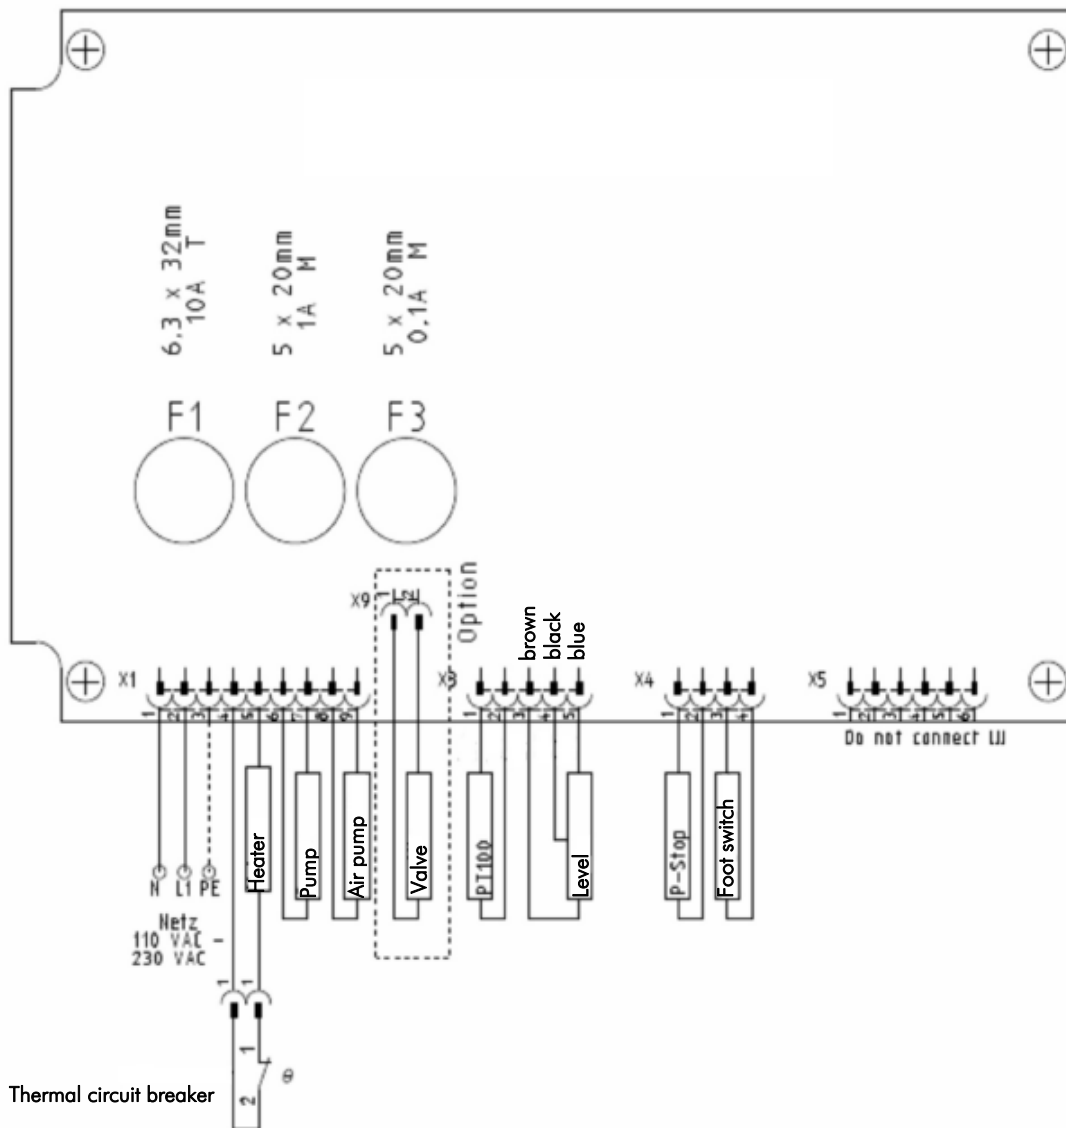 6.3 x 32mm
10A T
5 x 20mm
1A M
5 x 20mm
0.1A M
F1
F2
F3
X9
1
2
Option
brown
black
blue
X1
1
2
3
4
5
6
7
8
9
X3
1
2
3
4
5
X4
1
2
3
4
X5
1
2
3
4
5
6
Do not connect !!!
N
L1
PE
Netz
110 VAC -
230 VAC
Heater
Pump
Air pump
Valve
PT100
Level
P-Stop
Foot switch
1
1
1
2
Thermal circuit breaker